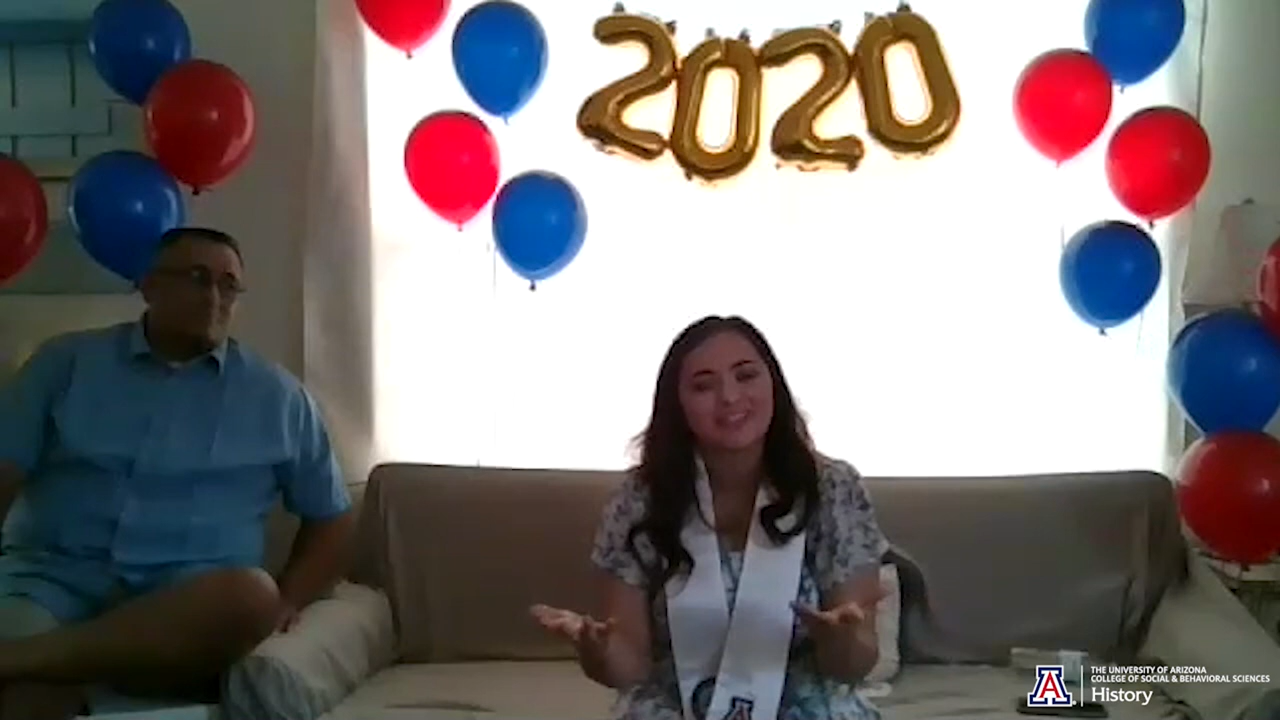 2020
A
THE UNIVERSITY OF ARIZONA
COLLEGE OF SOCIAL & BEHAVIORAL SCIENCES
History
A